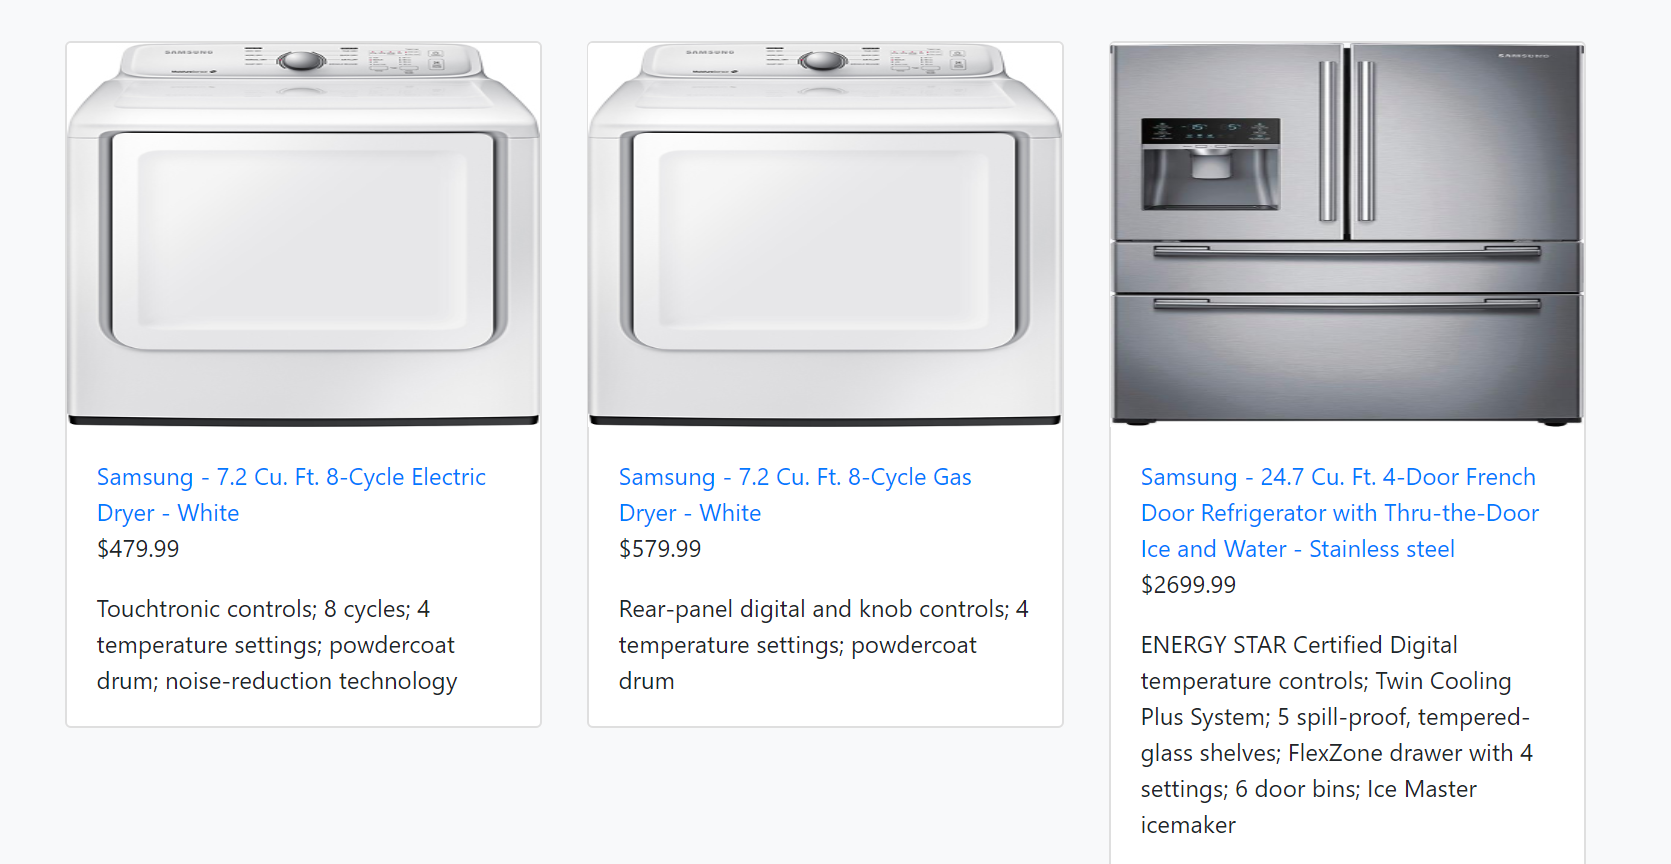 SAMSUNG
SAMSUNG
SAMSUNG
Samsung - 7.2 Cu. Ft. 8-Cycle Electric
Dryer - White
$479.99
Touchtronic controls; 8 cycles; 4
temperature settings; powdercoat
drum; noise-reduction technology
Samsung - 7.2 Cu. Ft. 8-Cycle Gas
Dryer - White
$579.99
Rear-panel digital and knob controls; 4
temperature settings; powdercoat
drum
Samsung - 24.7 Cu. Ft. 4-Door French
Door Refrigerator with Thru-the-Door
Ice and Water - Stainless steel
$2699.99
ENERGY STAR Certified Digital
temperature controls; Twin Cooling
Plus System; 5 spill-proof, tempered-
glass shelves; FlexZone drawer with 4
settings; 6 door bins; Ice Master
icemaker